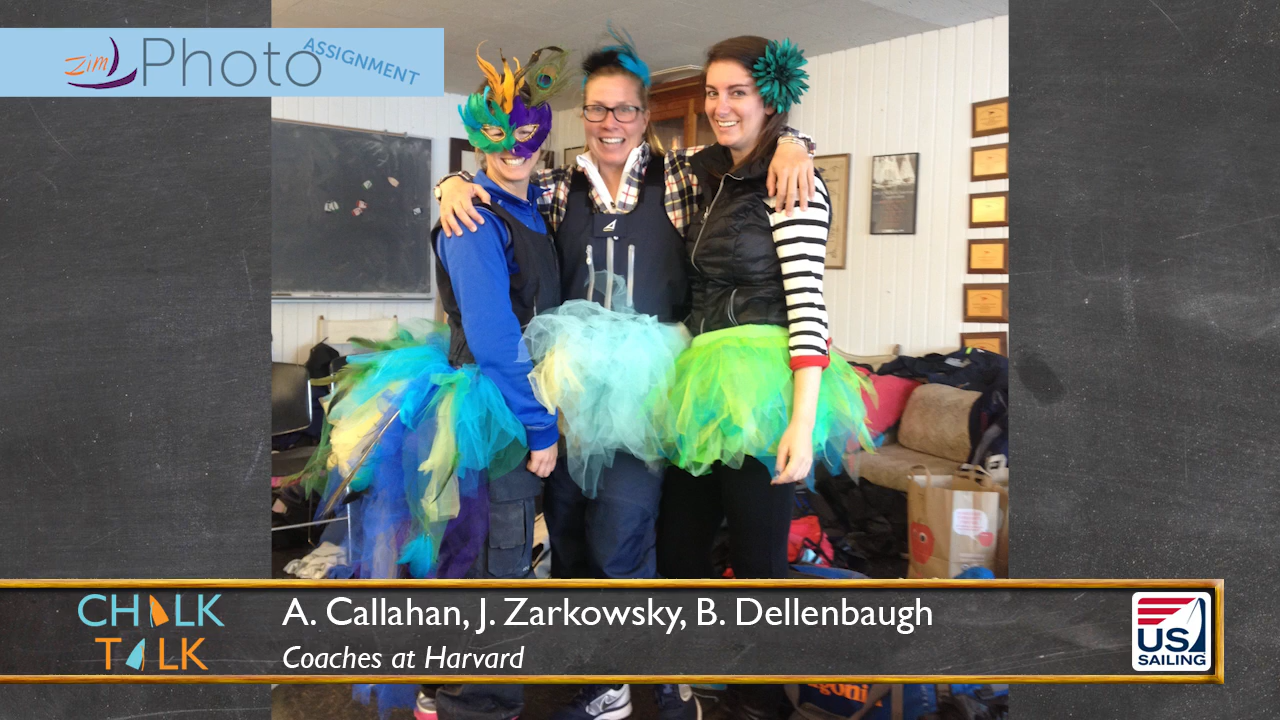 zim Photo ASSIGNMENT
CHALK
TALK
A. Callahan, J. Zarkowsky, B. Dellenbaugh
Coaches at Harvard
US
SAILING